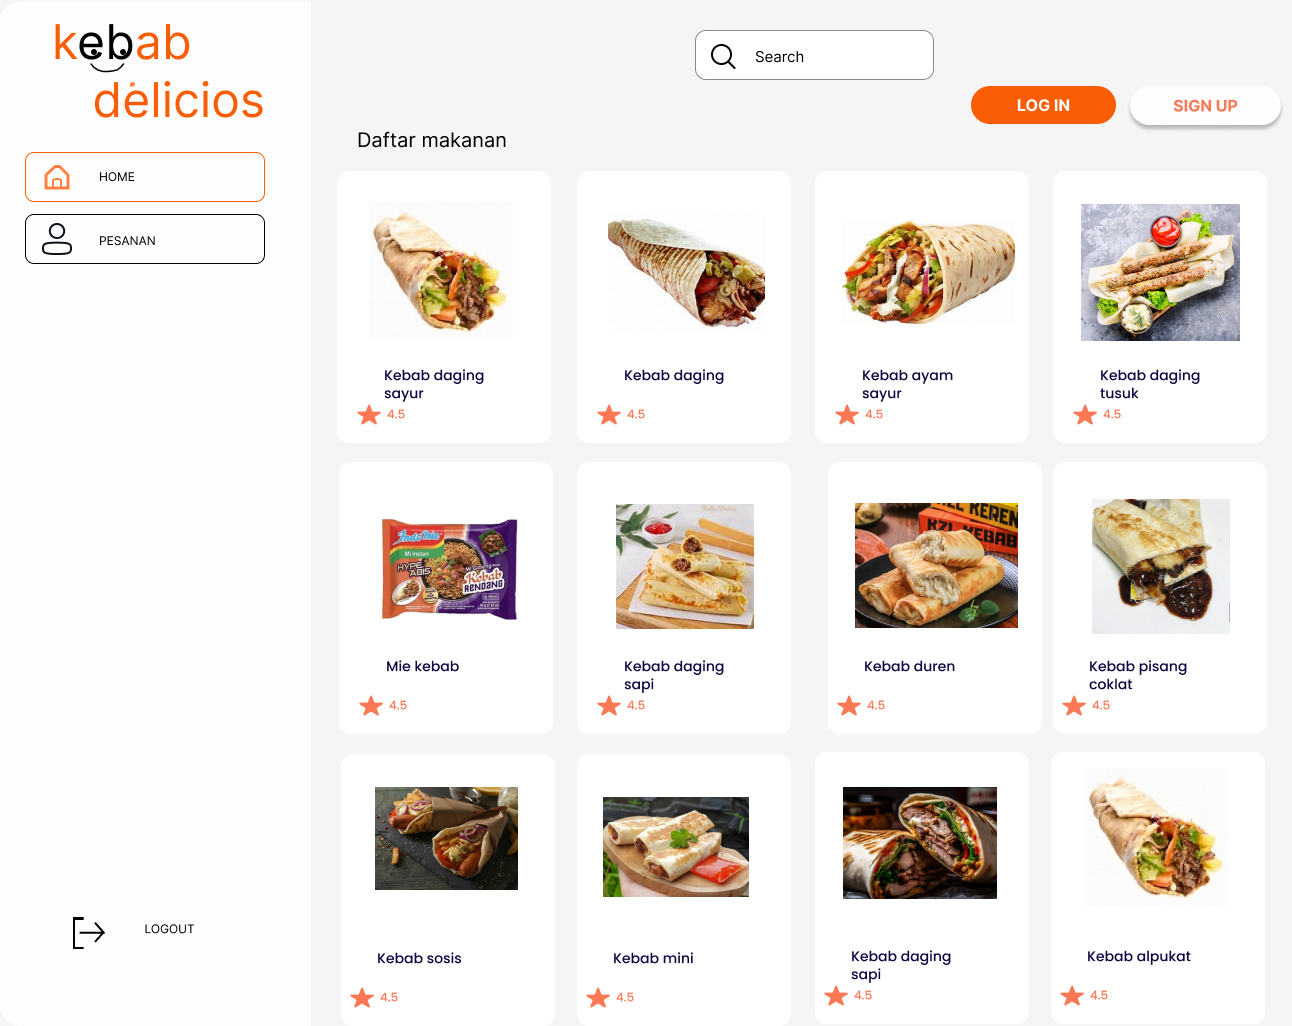 kebab
delicios
Search
LOG IN
SIGN UP
HOME
PESANAN
LOGOUT
Daftar makanan
Kebab daging
sayur
4.5
Kebab daging
4.5
Kebab ayam
sayur
4.5
Kebab daging
tusuk
4.5
Indomie
Mi Instan
HYPE
ABIS
Kebab
RENDANG
Mie kebab
4.5
Kebab daging
sapi
4.5
KEREN
KZL KEBAB
Kebab duren
4.5
Kebab pisang
coklat
4.5
Kebab sosis
4.5
Kebab mini
4.5
Kebab daging
sapi
4.5
Kebab alpukat
4.5